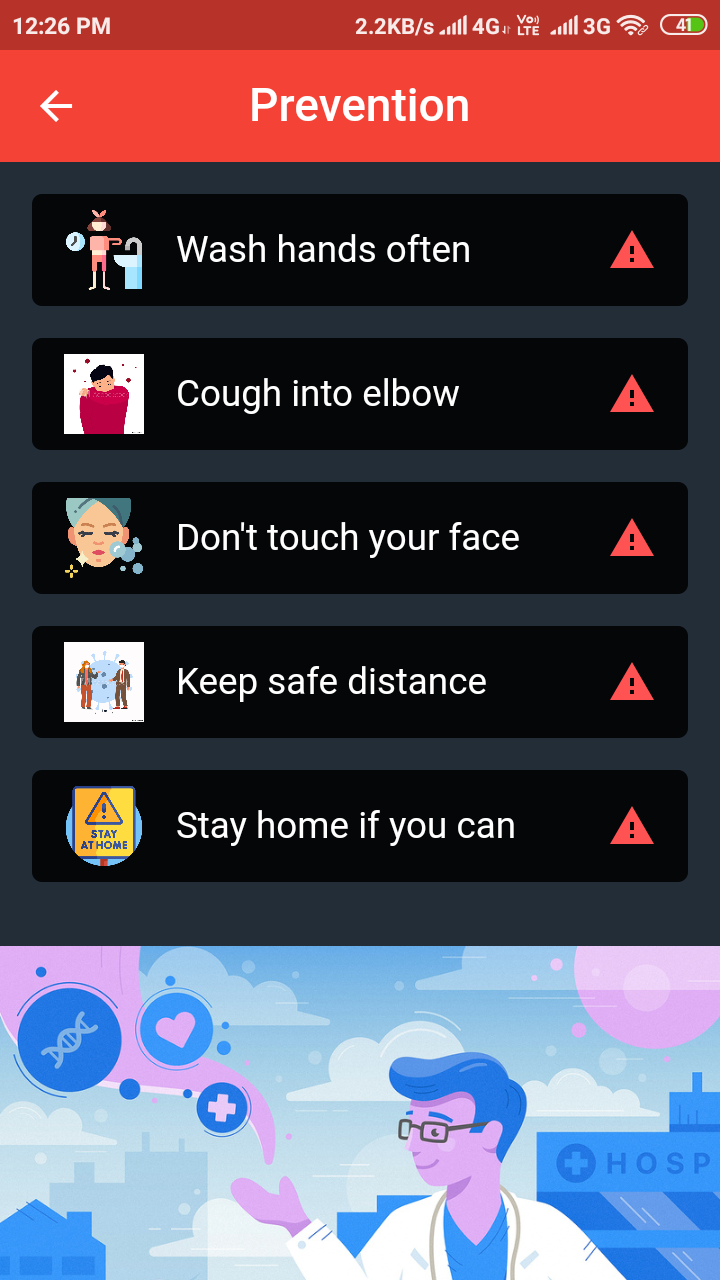 12:26 PM 2.2KB/s 4G Vo) LTE 3G 41
Prevention
Wash hands often
Cough into elbow
Don't touch your face
Keep safe distance
STAY
AT HOME
Stay home if you can
HOSP